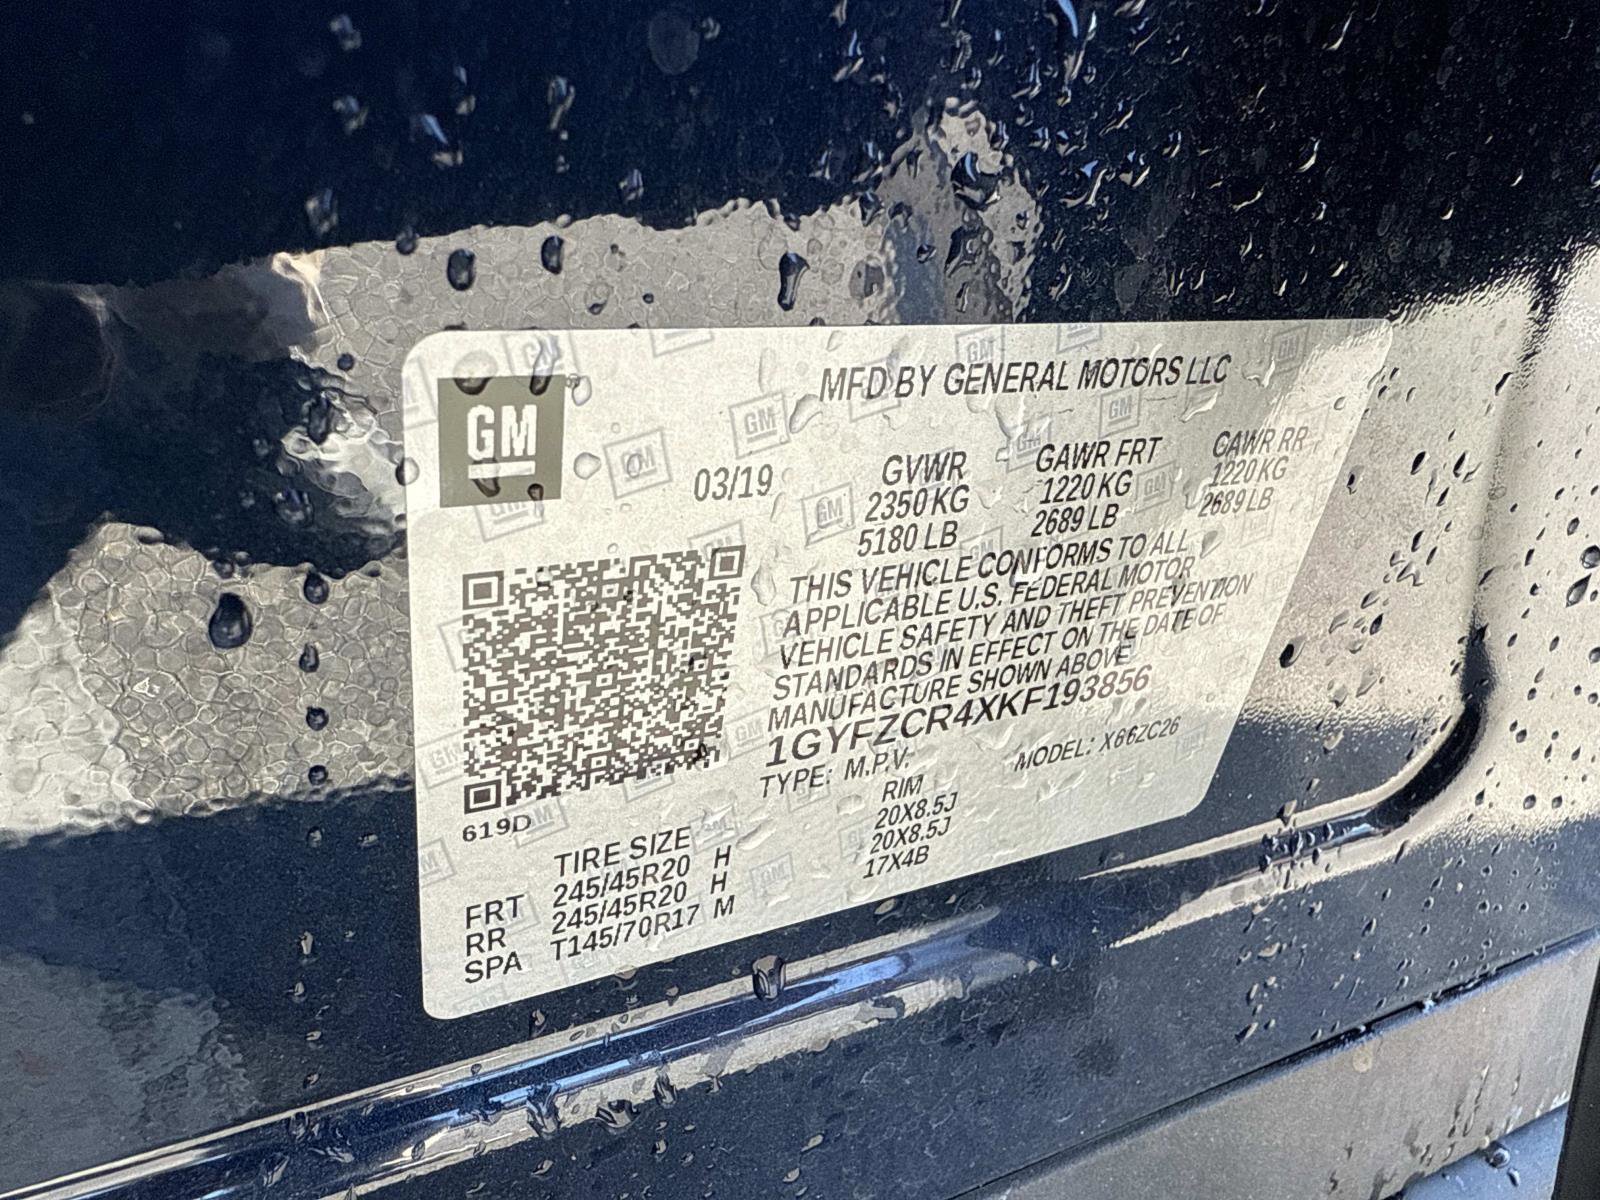 GM
MFD BY GENERAL MOTORS LLC
03/19
GVWR GAWR FRT GAWR RR
2350 KG 1220 KG 1220 KG
5180 LB 2689 LB 2689 LB
THIS VEHICLE CONFORMS TO ALL
APPLICABLE U.S. FEDERAL MOTOR
VEHICLE SAFETY AND THEFT PREVENTION
STANDARDS IN EFFECT ON THE DATE OF
MANUFACTURE SHOWN ABOVE
1GYFZCR4XKF193856
TYPE: M.P.V. MODEL: X66ZC26
619D
TIRE SIZE RIM
FRT 245/45R20 H 20X8.5J
RR 245/45R20 H 20X8.5J
SPA T145/70R17 M 17X4B